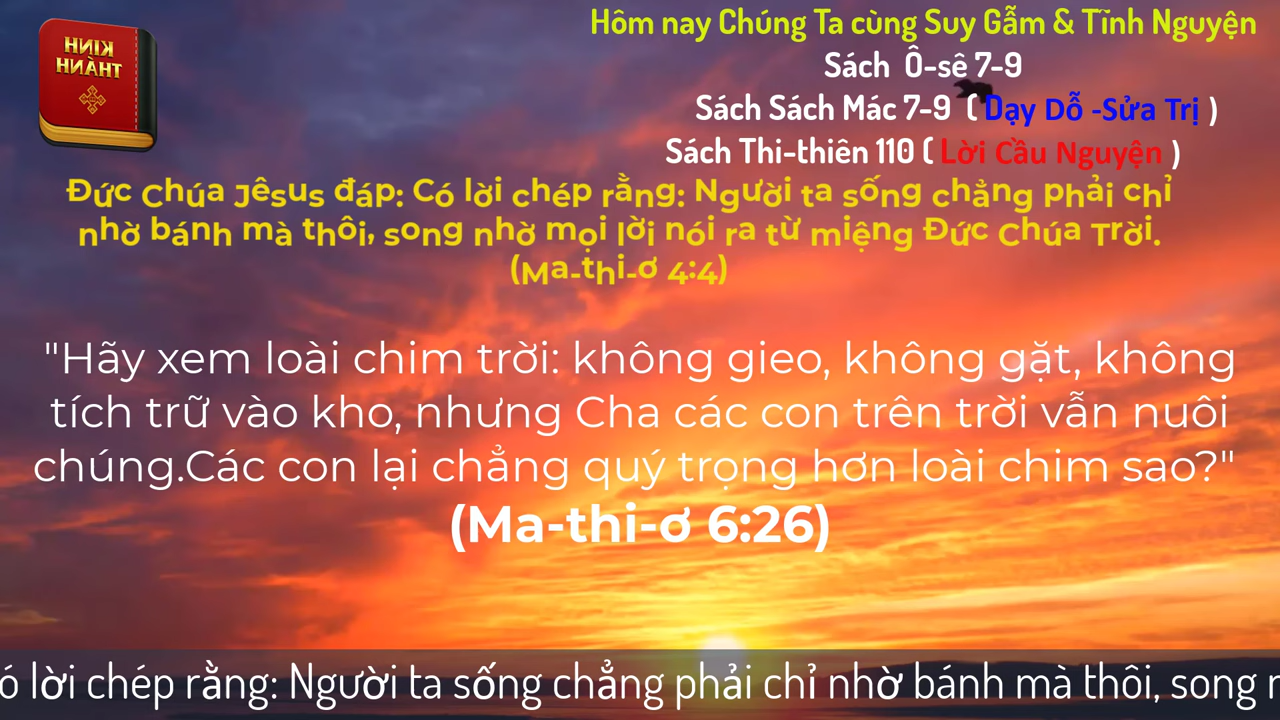 KINH
THÀNH
Hôm nay Chúng Ta cùng Suy Gẫm & Tĩnh Nguyện
Sách Ô-sê 7-9
Sách Sách Mác 7-9 ( Dạy Dỗ -Sửa Trị )
Sách Thi-thiên 110 ( Lời Cầu Nguyện )
Đức Chúa Jêsus đáp: Có lời chép rằng: Người ta sống chẳng phải chỉ
nhờ bánh mà thôi, song nhờ mọi lời nói ra từ miệng Đức Chúa Trời.
(Ma-thi-ơ 4:4)
"Hãy xem loài chim trời: không gieo, không gặt, không
tích trữ vào kho, nhưng Cha các con trên trời vẫn nuôi
chúng.Các con lại chẳng quý trọng hơn loài chim sao?"
(Ma-thi-ơ 6:26)
ó lời chép rằng: Người ta sống chẳng phải chỉ nhờ bánh mà thôi, song